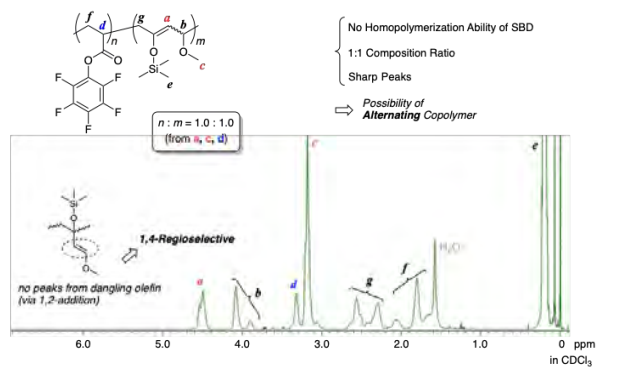 f d n g a b m
O O O O c
Si e
F F F F F
No Homopolymerization Ability of SBD
1:1 Composition Ratio
Sharp Peaks
Possibility of
Alternating Copolymer
n : m = 1.0 : 1.0
(from a, c, d)
c e
Si
O
O
1,4-Regioselective
no peaks from dangling olefin
(via 1,2-addition)
a b d g f H₂O
6.0 5.0 4.0 3.0 2.0 1.0 0 ppm
in CDCl₃